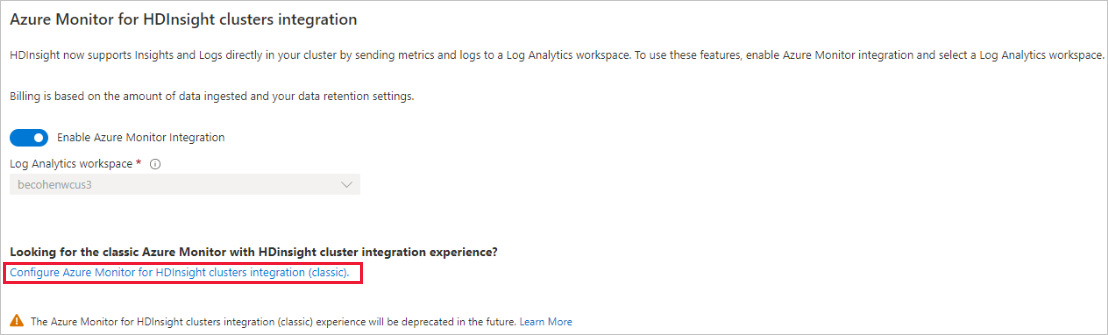 Azure Monitor for HDInsight clusters integration
HDInsight now supports Insights and Logs directly in your cluster by sending metrics and logs to a Log Analytics workspace. To use these features, enable Azure Monitor integration and select a Log Analytics workspace.
Billing is based on the amount of data ingested and your data retention settings.
Enable Azure Monitor Integration
Log Analytics workspace *
becohenwcus3
Looking for the classic Azure Monitor with HDinsight cluster integration experience?
Configure Azure Monitor for HDInsight clusters integration (classic).
The Azure Monitor for HDInsight clusters integration (classic) experience will be deprecated in the future. Learn More